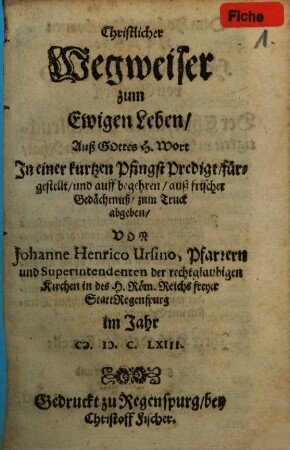 Fiche
1.
Christlicher
Wegweiser
zum
Ewigen Leben/
Auß GOttes H. Wort
In einer kurtzen Pfingst Predigt/ für-
gestellt/ und auff begehren/ auß frischer
Gedächtnuß/ zum Truck
abgeben/
VON
Johanne Henrico Ursino, Pfarrern
und Superintendenten der rechtglaubigen
Kirchen in des H. Röm. Reichs freyer
Statt Regenspurg
im Jahr
CIↃ. IↃ. C. LXIII.
Gedruckt zu Regenspurg/ bey
Christoff Fischer.